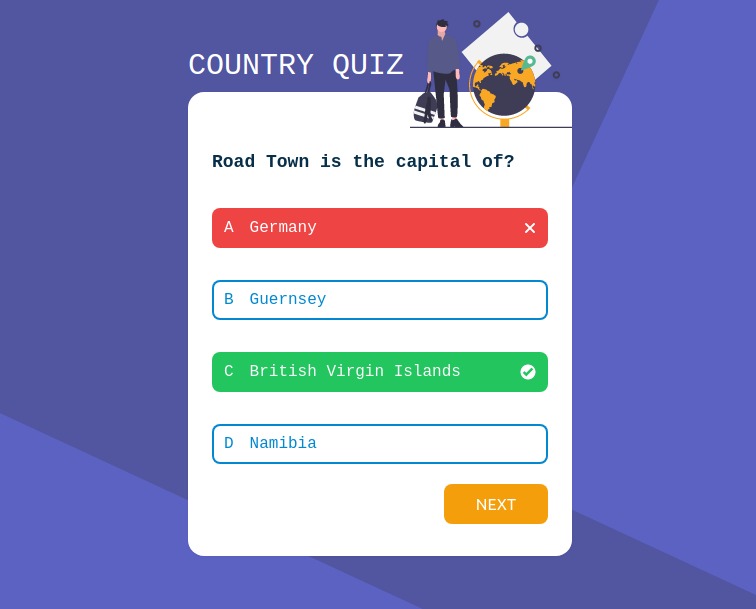 COUNTRY QUIZ
Road Town is the capital of?
A Germany
B Guernsey
C British Virgin Islands
D Namibia
NEXT